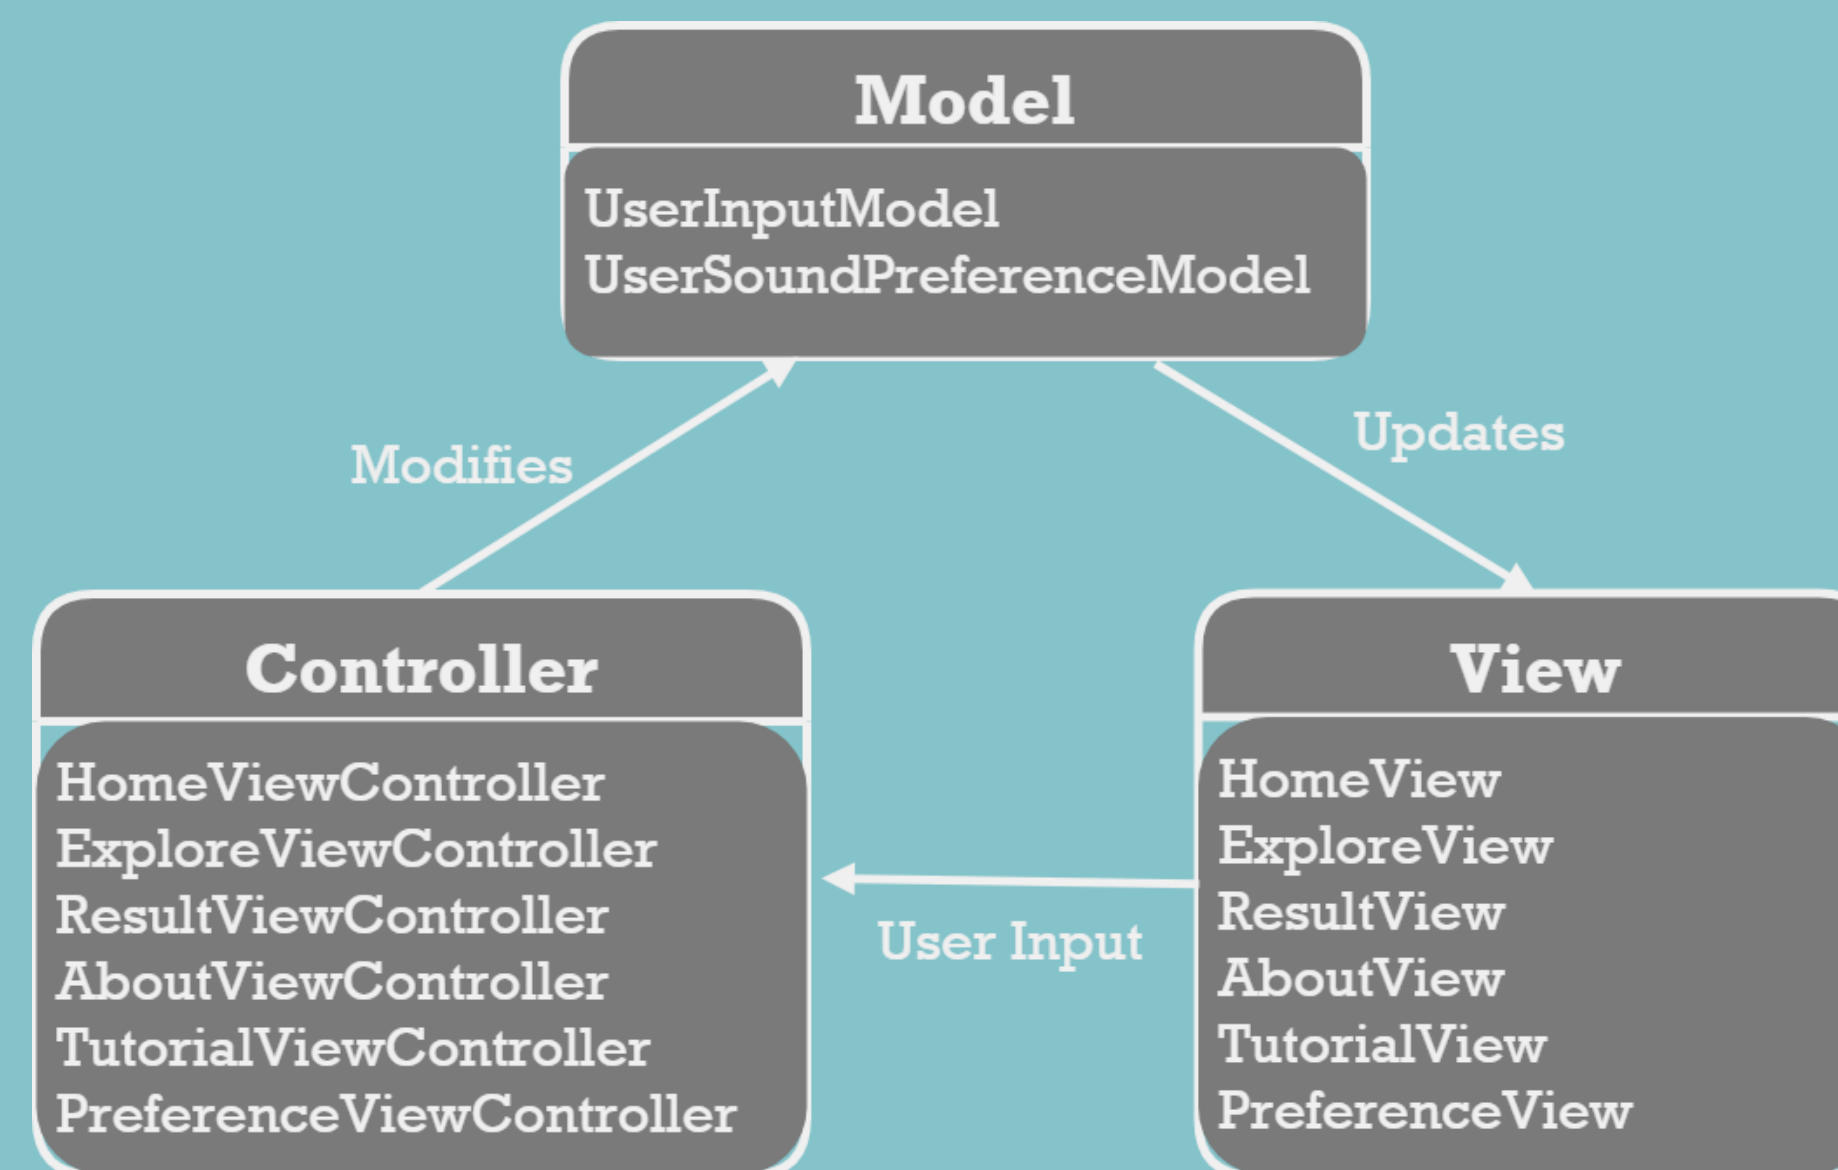 Model
UserInputModel
UserSoundPreferenceModel
Modifies
Updates
Controller
HomeViewController
ExploreViewController
ResultViewController
AboutViewController
TutorialViewController
PreferenceViewController
User Input
View
HomeView
ExploreView
ResultView
AboutView
TutorialView
PreferenceView